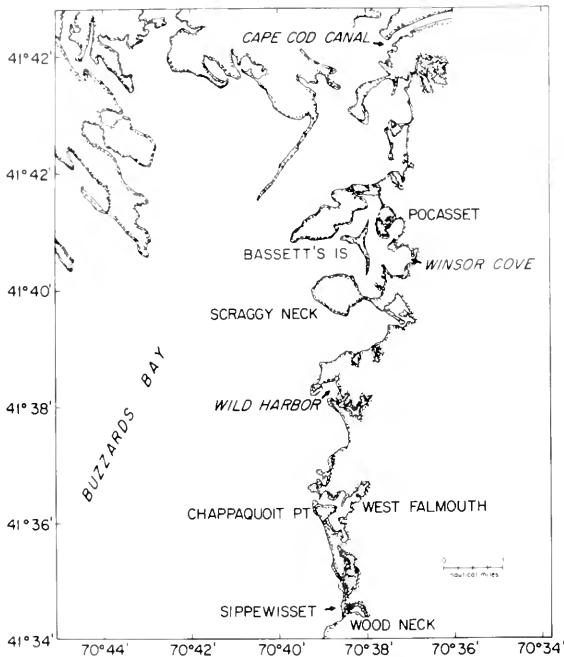 CAPE COD CANAL
41°42'
41°42'
POCASSET
BASSETT'S IS
WINSOR COVE
41°40'
SCRAGGY NECK
41°38'
WILD HARBOR
BUZZARDS BAY
41°36'
CHAPPAQUOIT PT
WEST FALMOUTH
0 1
nautical miles
SIPPEWISSET
WOOD NECK
41°34'
70°44' 70°42' 70°40' 70°38' 70°36' 70°34'